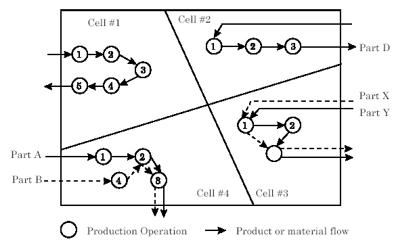 Cell #1
Cell #2
1 2 3
1 2 3
5 4
Part D
Part X
Part Y
1 2
Part A
1 2
Part B
4 3
Cell #4
Cell #3
Production Operation
Product or material flow